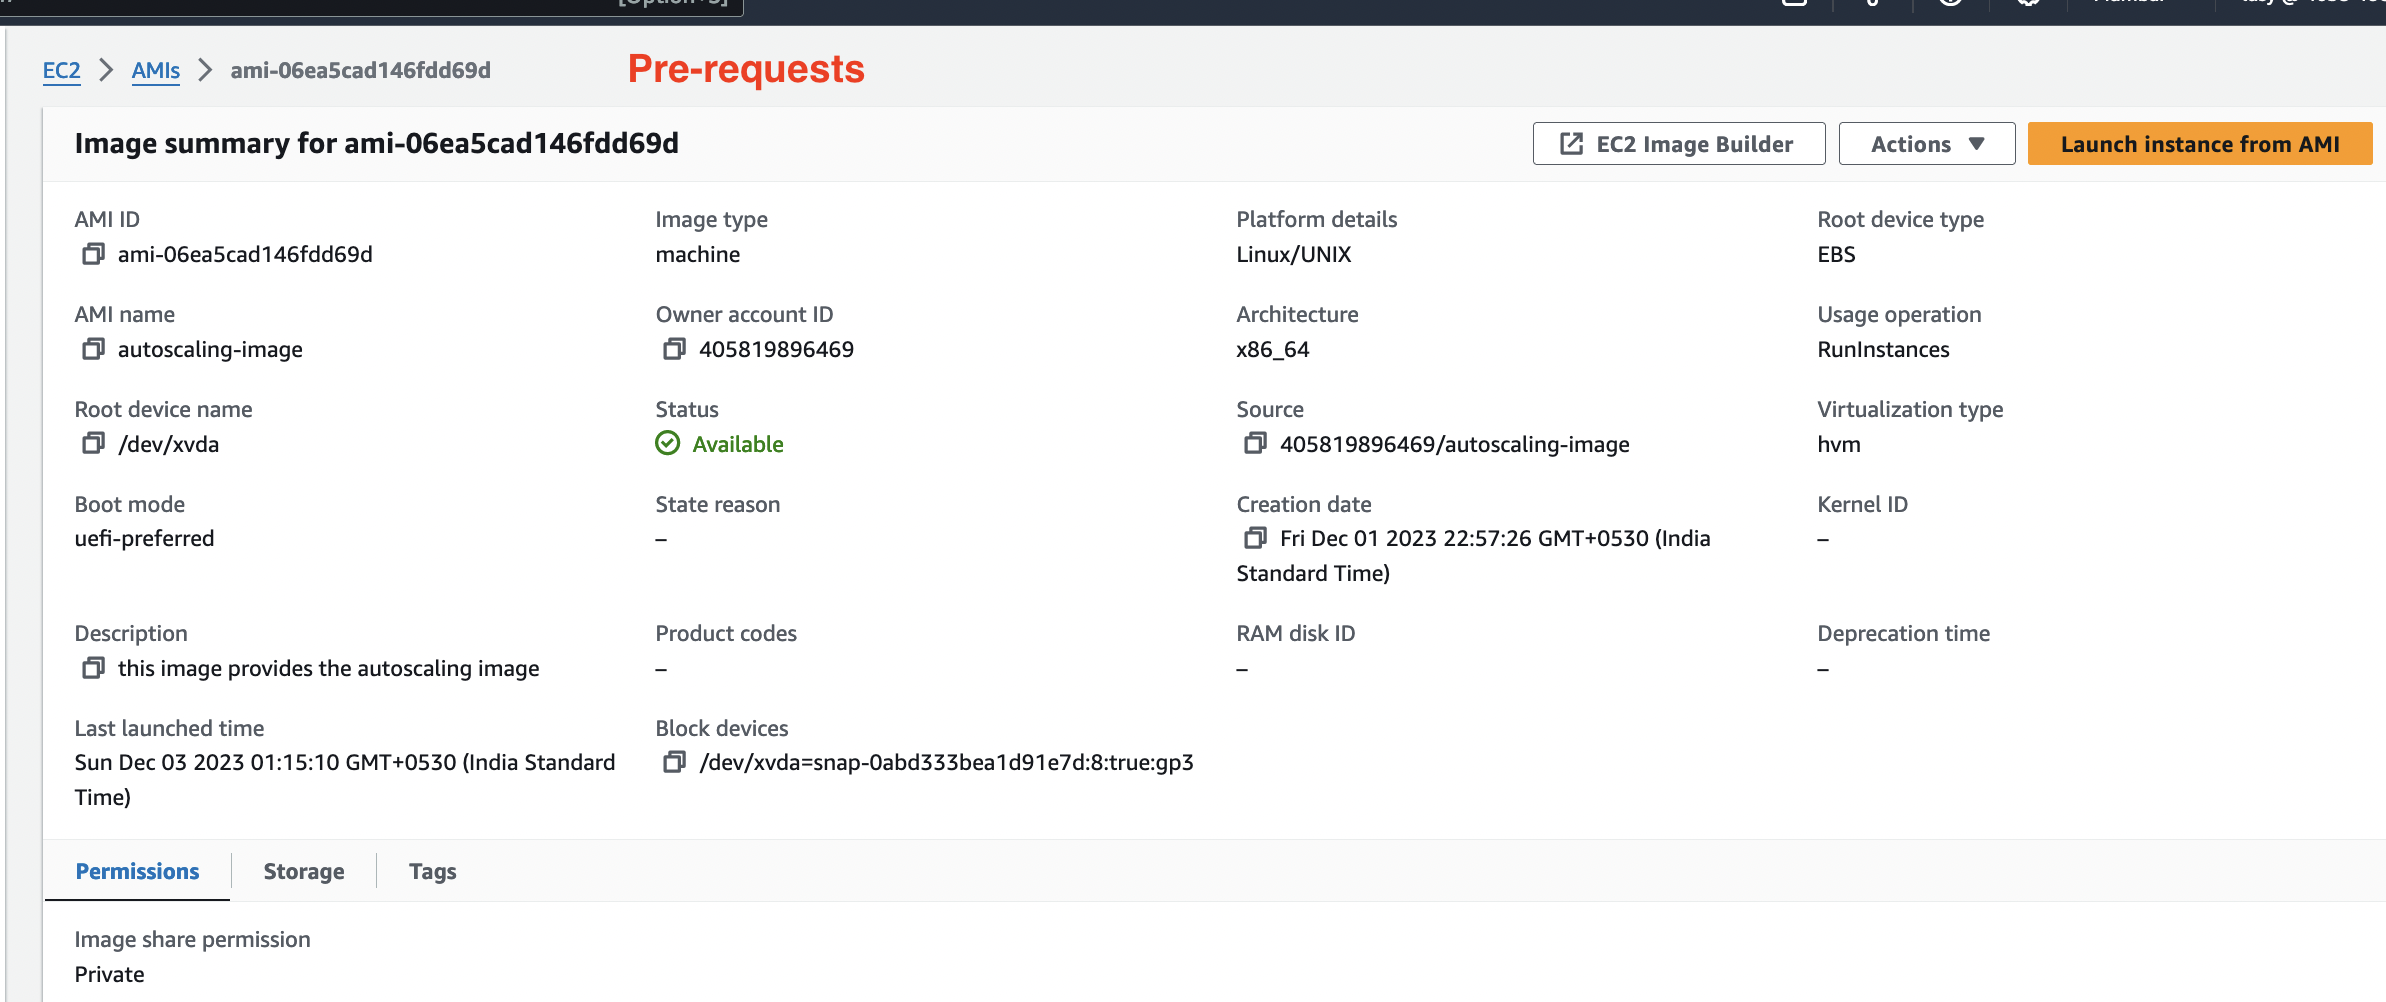 EC2 > AMIs > ami-06ea5cad146fdd69d
Pre-requests
Image summary for ami-06ea5cad146fdd69d
EC2 Image Builder
Actions
Launch instance from AMI
AMI ID
ami-06ea5cad146fdd69d
Image type
machine
Platform details
Linux/UNIX
Root device type
EBS
AMI name
autoscaling-image
Owner account ID
405819896469
Architecture
x86_64
Usage operation
RunInstances
Root device name
/dev/xvda
Status
Available
Source
405819896469/autoscaling-image
Virtualization type
hvm
Boot mode
uefi-preferred
State reason
–
Creation date
Fri Dec 01 2023 22:57:26 GMT+0530 (India
Standard Time)
Kernel ID
–
Description
this image provides the autoscaling image
Product codes
–
RAM disk ID
–
Deprecation time
–
Last launched time
Sun Dec 03 2023 01:15:10 GMT+0530 (India Standard
Time)
Block devices
/dev/xvda=snap-0abd333bea1d91e7d:8:true:gp3
Permissions
Storage
Tags
Image share permission
Private